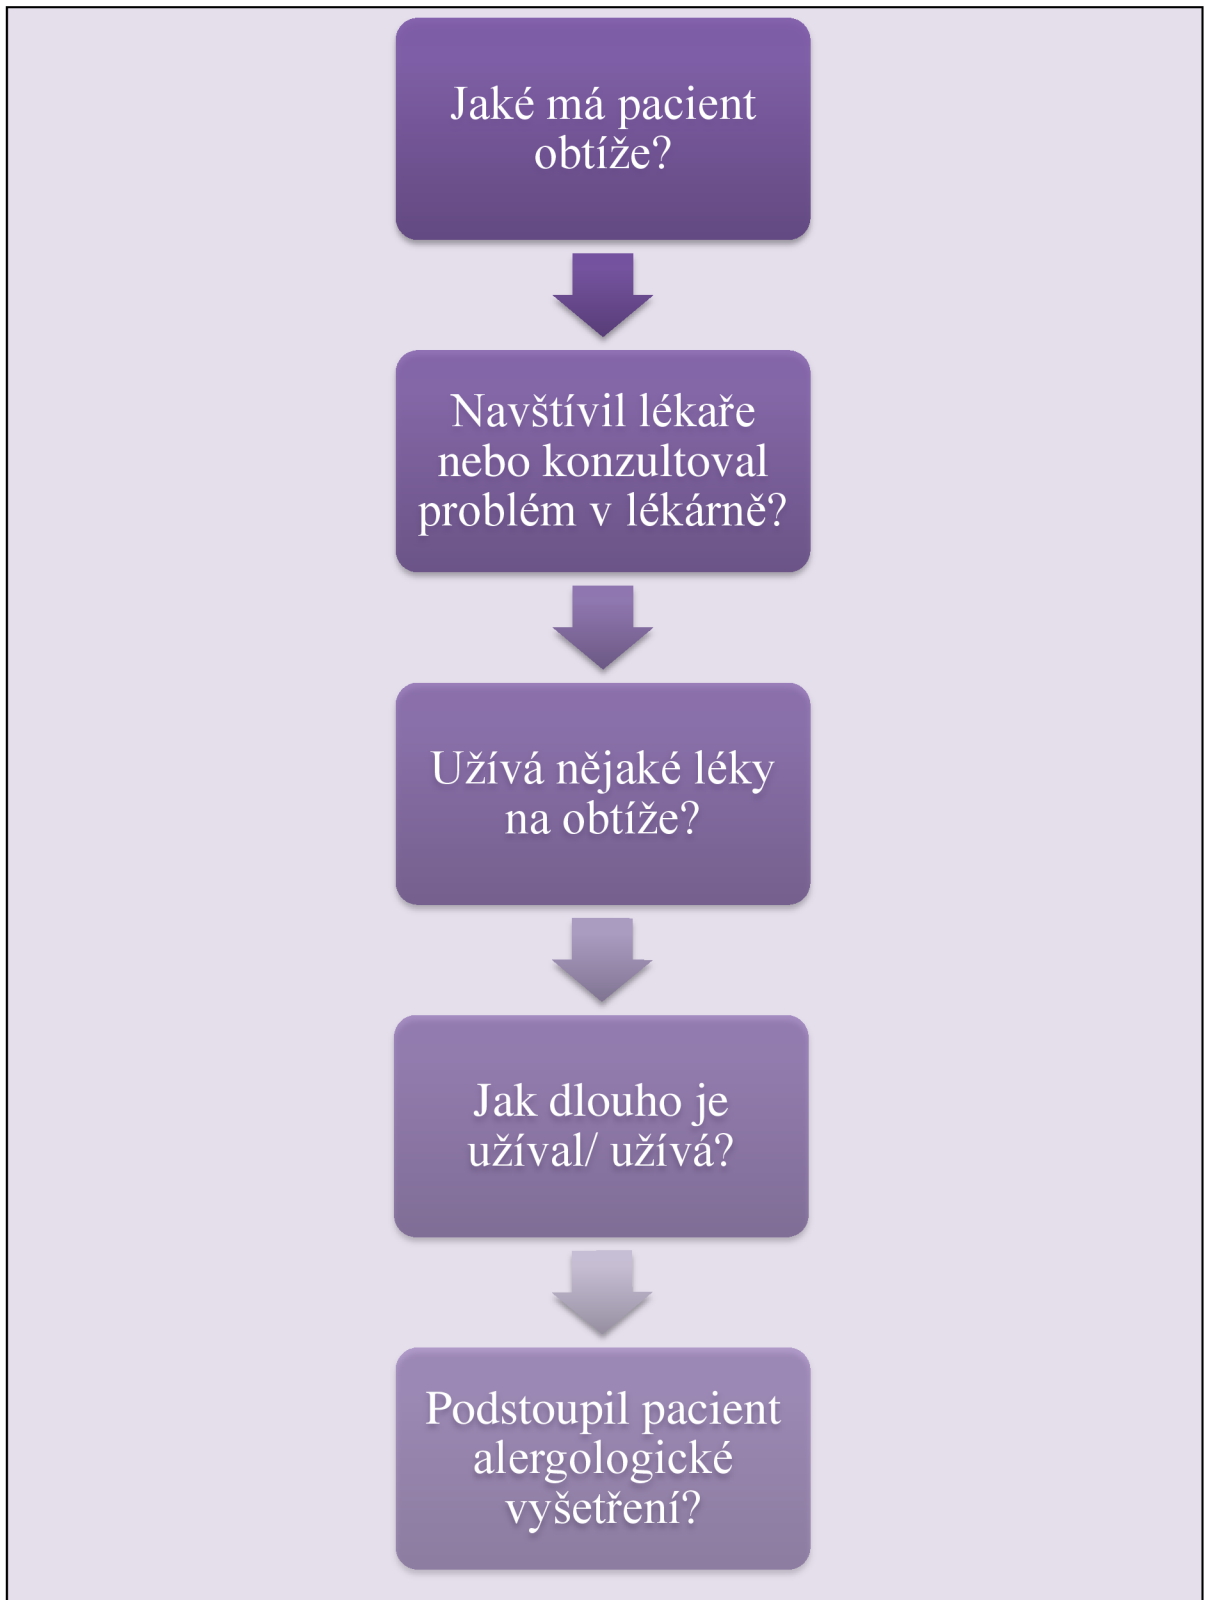 Jaké má pacient
obtíže?
Navštívil lékaře
nebo konzultoval
problém v lékárně?
Užívá nějaké léky
na obtíže?
Jak dlouho je
užíval/ užívá?
Podstoupil pacient
alergologické
vyšetření?